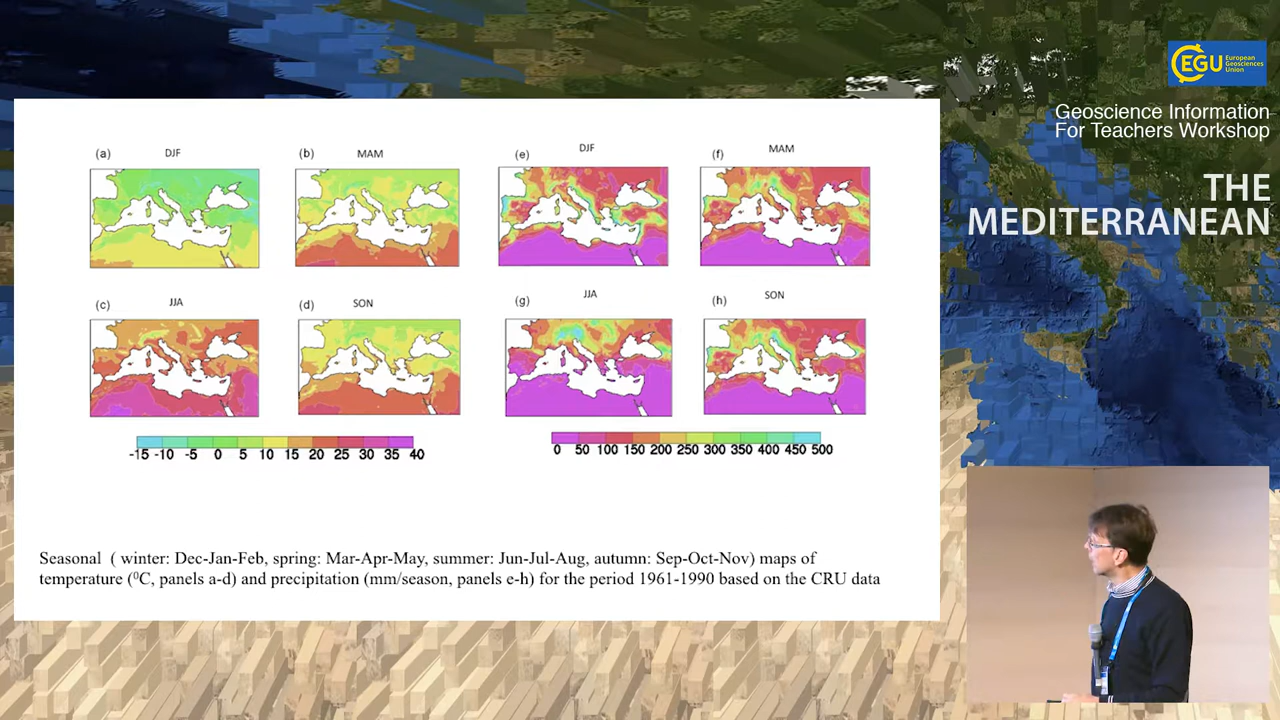 EGU European
Geosciences
Union
Geoscience Information
For Teachers Workshop
THE
MEDITERRANEAN
(a) DJF
(b) MAM
(e) DJF
(f) MAM
(c) JJA
(d) SON
(g) JJA
(h) SON
-15 -10 -5 0 5 10 15 20 25 30 35 40
0 50 100 150 200 250 300 350 400 450 500
Seasonal ( winter: Dec-Jan-Feb, spring: Mar-Apr-May, summer: Jun-Jul-Aug, autumn: Sep-Oct-Nov) maps of
temperature (⁰C, panels a-d) and precipitation (mm/season, panels e-h) for the period 1961-1990 based on the CRU data